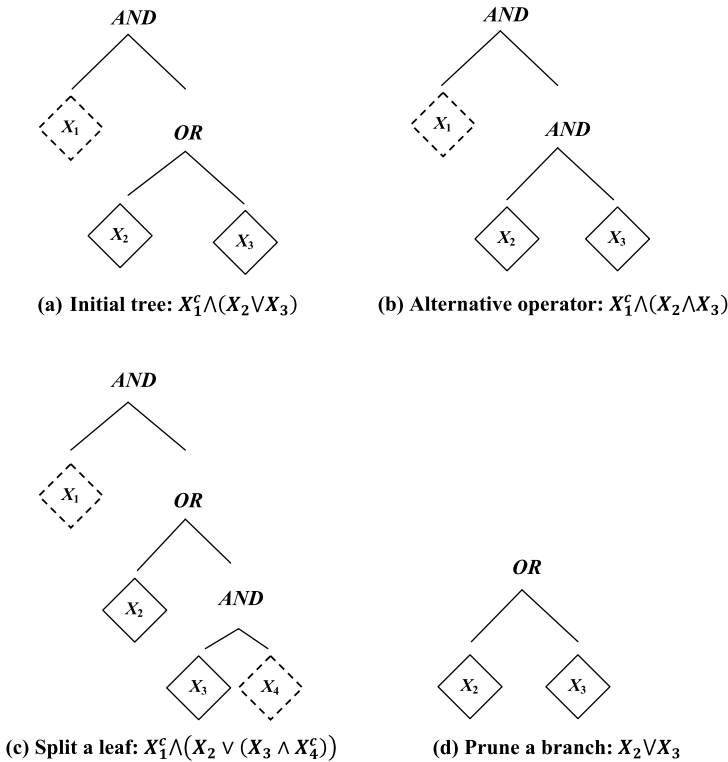 AND
X₁
OR
X₂
X₃
(a) Initial tree: X₁ᶜ⋀(X₂⋁X₃)
AND
X₁
AND
X₂
X₃
(b) Alternative operator: X₁ᶜ⋀(X₂⋀X₃)
AND
X₁
OR
X₂
AND
X₃
X₄
(c) Split a leaf: X₁ᶜ⋀(X₂ ∨ (X₃ ∧ X₄ᶜ))
OR
X₂
X₃
(d) Prune a branch: X₂⋁X₃